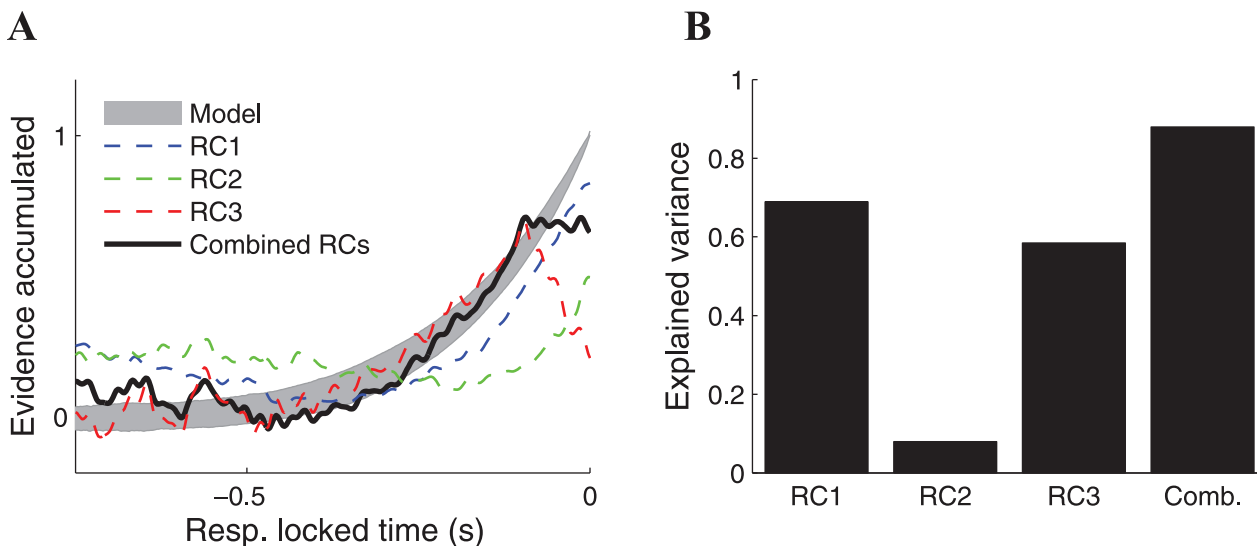 A
Evidence accumulated
1
0
Model
RC1
RC2
RC3
Combined RCs
−0.5
0
Resp. locked time (s)
B
Explained variance
1
0.8
0.6
0.4
0.2
0
RC1
RC2
RC3
Comb.